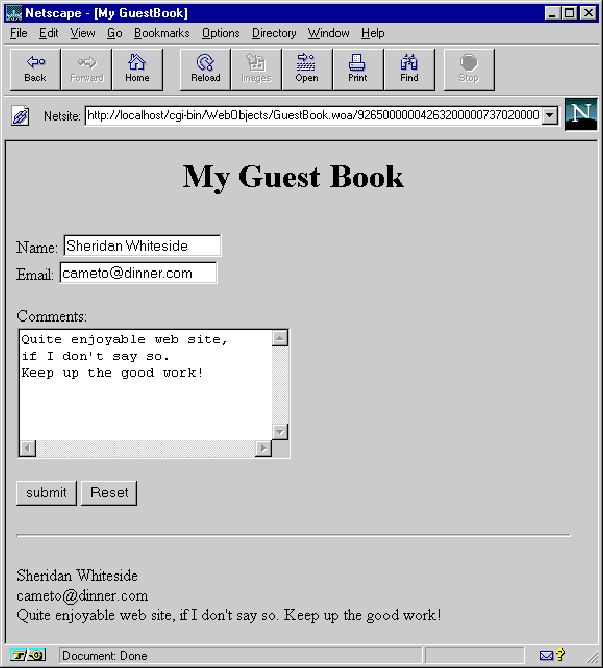 Netscape - [My GuestBook]
File Edit View Go Bookmarks Options Directory Window Help
Back Forward Home Reload Images Open Print Find Stop
Netsite: http://localhost/cgi-bin/WebObjects/GuestBook.woa/92650000004263200000737020000
N
My Guest Book
Name: Sheridan Whiteside
Email: cameto@dinner.com
Comments:
Quite enjoyable web site,
if I don't say so.
Keep up the good work!
submit Reset
Sheridan Whiteside
cameto@dinner.com
Quite enjoyable web site, if I don't say so. Keep up the good work!
Document: Done